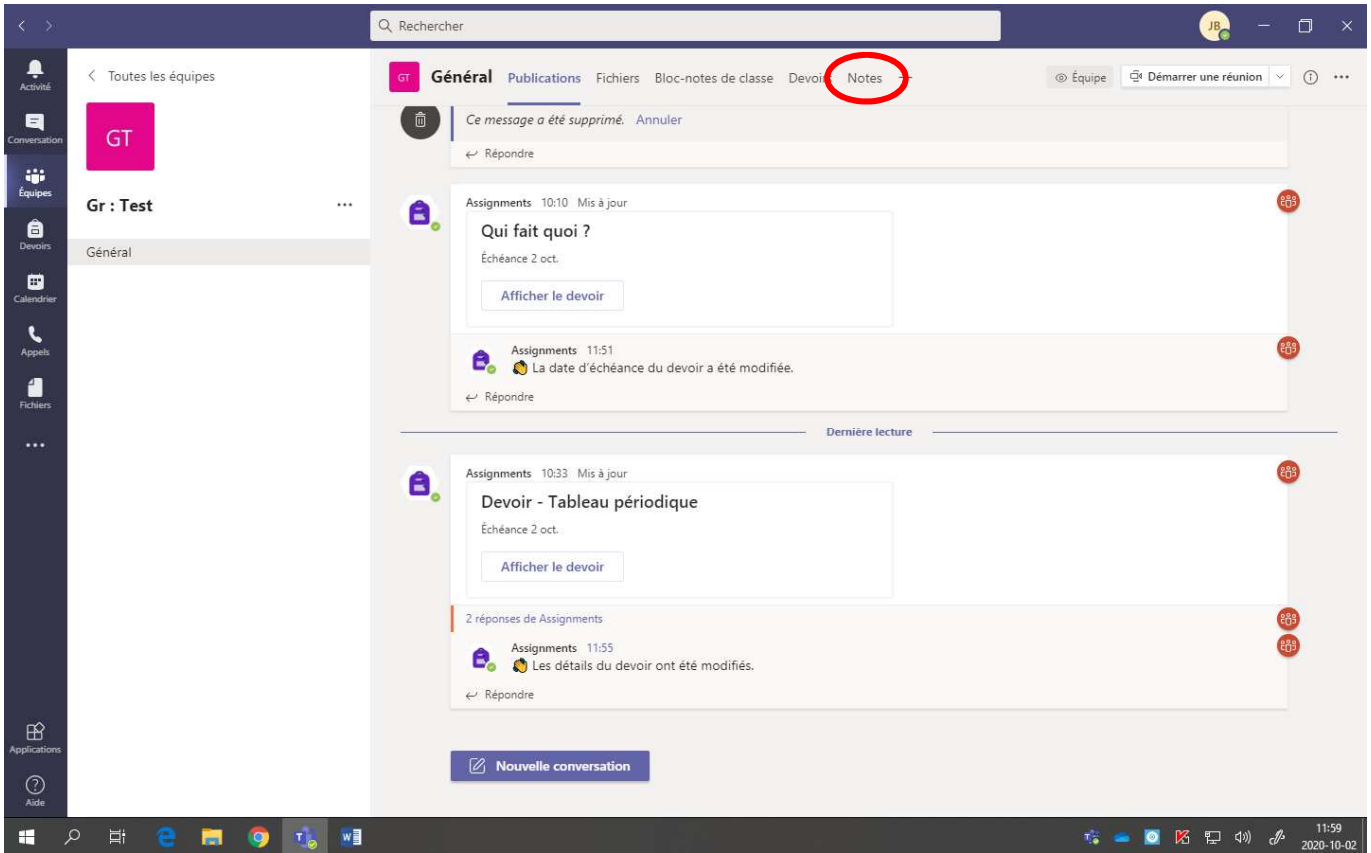 Rechercher
JB
Activité
Conversation
Équipes
Devoirs
Calendrier
Appels
Fichiers
Applications
Aide
Toutes les équipes
GT
Gr : Test
Général
GT Général Publications Fichiers Bloc-notes de classe Devoirs Notes
Équipe Démarrer une réunion
Ce message a été supprimé. Annuler
Répondre
Assignments 10:10 Mis à jour
Qui fait quoi ?
Échéance 2 oct.
Afficher le devoir
Assignments 11:51
La date d'échéance du devoir a été modifiée.
Répondre
Dernière lecture
Assignments 10:33 Mis à jour
Devoir - Tableau périodique
Échéance 2 oct.
Afficher le devoir
2 réponses de Assignments
Assignments 11:55
Les détails du devoir ont été modifiés.
Répondre
Nouvelle conversation
11:59
2020-10-02